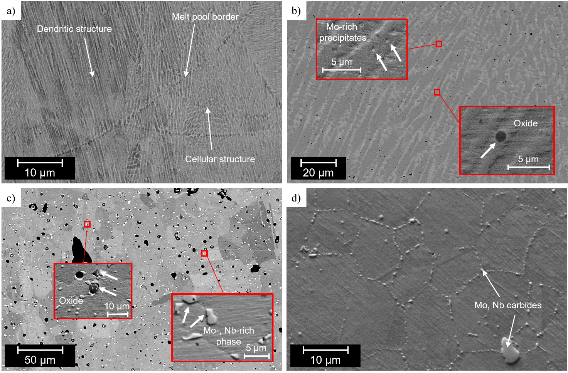 a)
Dendritic structure
Melt pool border
Cellular structure
10 µm
b)
Mo-rich
precipitates
5 µm
Oxide
5 µm
20 µm
c)
Oxide
10 µm
Mo-, Nb-rich
phase
5 µm
50 µm
d)
Mo, Nb carbides
10 µm